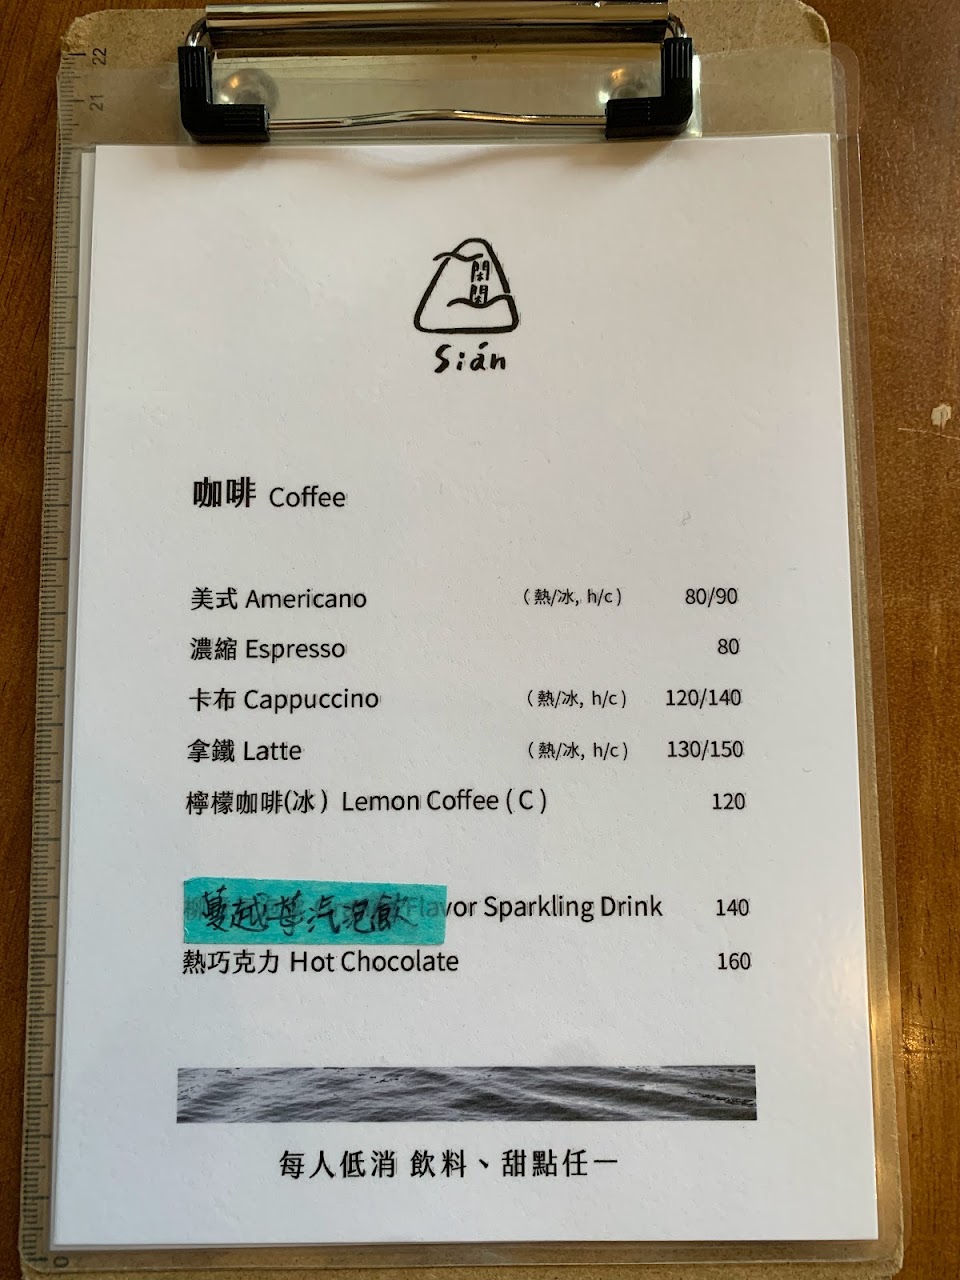 22
21
閑
閑
Sián
咖啡 Coffee
美式 Americano (熱/冰, h/c) 80/90
濃縮 Espresso 80
卡布 Cappuccino (熱/冰, h/c) 120/140
拿鐵 Latte (熱/冰, h/c) 130/150
檸檬咖啡(冰) Lemon Coffee ( C ) 120
蔓越莓汽泡飲 Flavor Sparkling Drink 140
熱巧克力 Hot Chocolate 160
每人低消 飲料、甜點任一
0